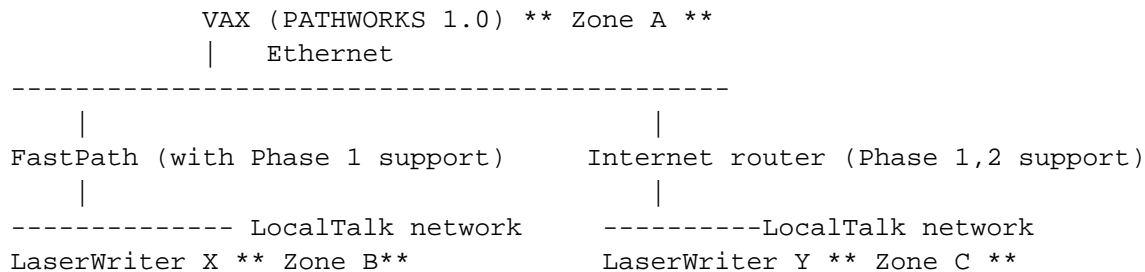 VAX (PATHWORKS 1.0) ** Zone A **
            |   Ethernet
---------------------------------------------
    |                                   |
FastPath (with Phase 1 support)     Internet router (Phase 1,2 support)
    |                                   |
-------------- LocalTalk network     ----------LocalTalk network
LaserWriter X ** Zone B**            LaserWriter Y ** Zone C **